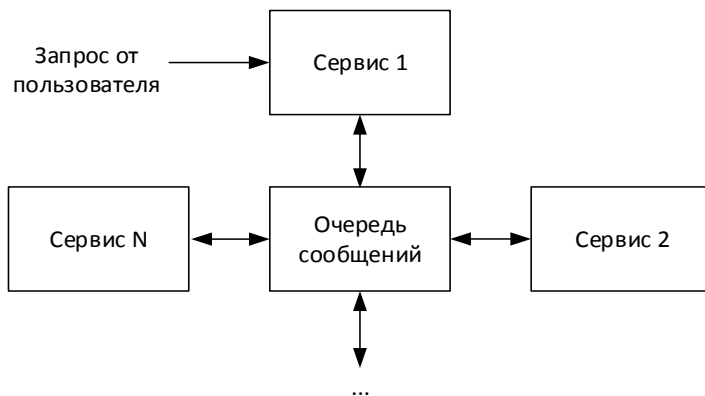 Запрос от
пользователя
Сервис 1
Сервис N
Очередь
сообщений
Сервис 2
...